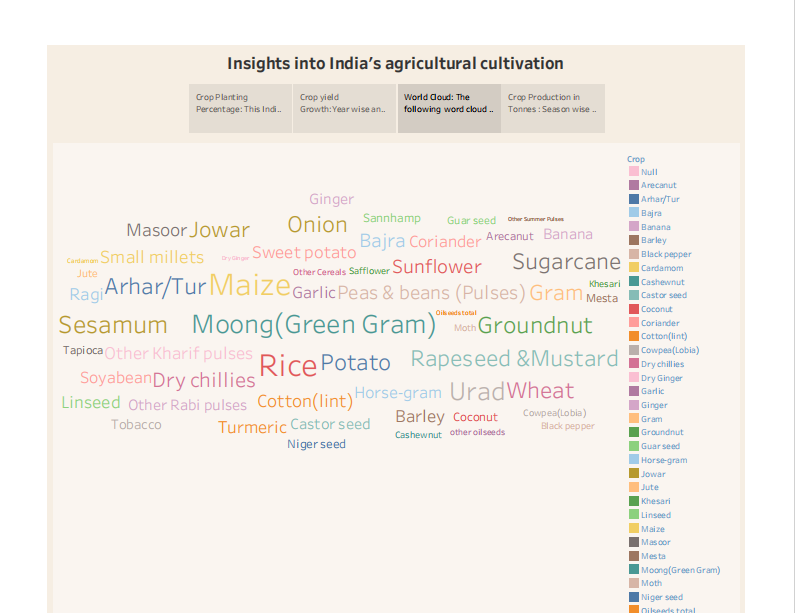 Insights into India's agricultural cultivation
Crop Planting
Percentage: This Indi..
Crop yield
Growth:Year wise an..
World Cloud: The
following word cloud ..
Crop Production in
Tonnes : Season wise ..
Ginger
Masoor Jowar Onion Sannhamp Guar seed Other Summer Pulses
Bajra Coriander Arecanut Banana
Cardamom Small millets Dry Ginger Sweet potato
Jute Other Cereals Safflower Sunflower Sugarcane
Ragi Arhar/Tur Maize Garlic Peas & beans (Pulses) Gram Khesari
Mesta
Sesamum Moong(Green Gram) Oilseeds total Moth Groundnut
Tapioca Other Kharif pulses Rice Potato Rapeseed &Mustard
Soyabean Dry chillies
Linseed Other Rabi pulses Cotton(lint) Horse-gram Urad Wheat
Tobacco Turmeric Castor seed Barley Coconut Cowpea(Lobia)
Black pepper
Niger seed Cashewnut other oilseeds
Crop
Null
Arecanut
Arhar/Tur
Bajra
Banana
Barley
Black pepper
Cardamom
Cashewnut
Castor seed
Coconut
Coriander
Cotton(lint)
Cowpea(Lobia)
Dry chillies
Dry Ginger
Garlic
Ginger
Gram
Groundnut
Guar seed
Horse-gram
Jowar
Jute
Khesari
Linseed
Maize
Masoor
Mesta
Moong(Green Gram)
Moth
Niger seed
Oilseeds total